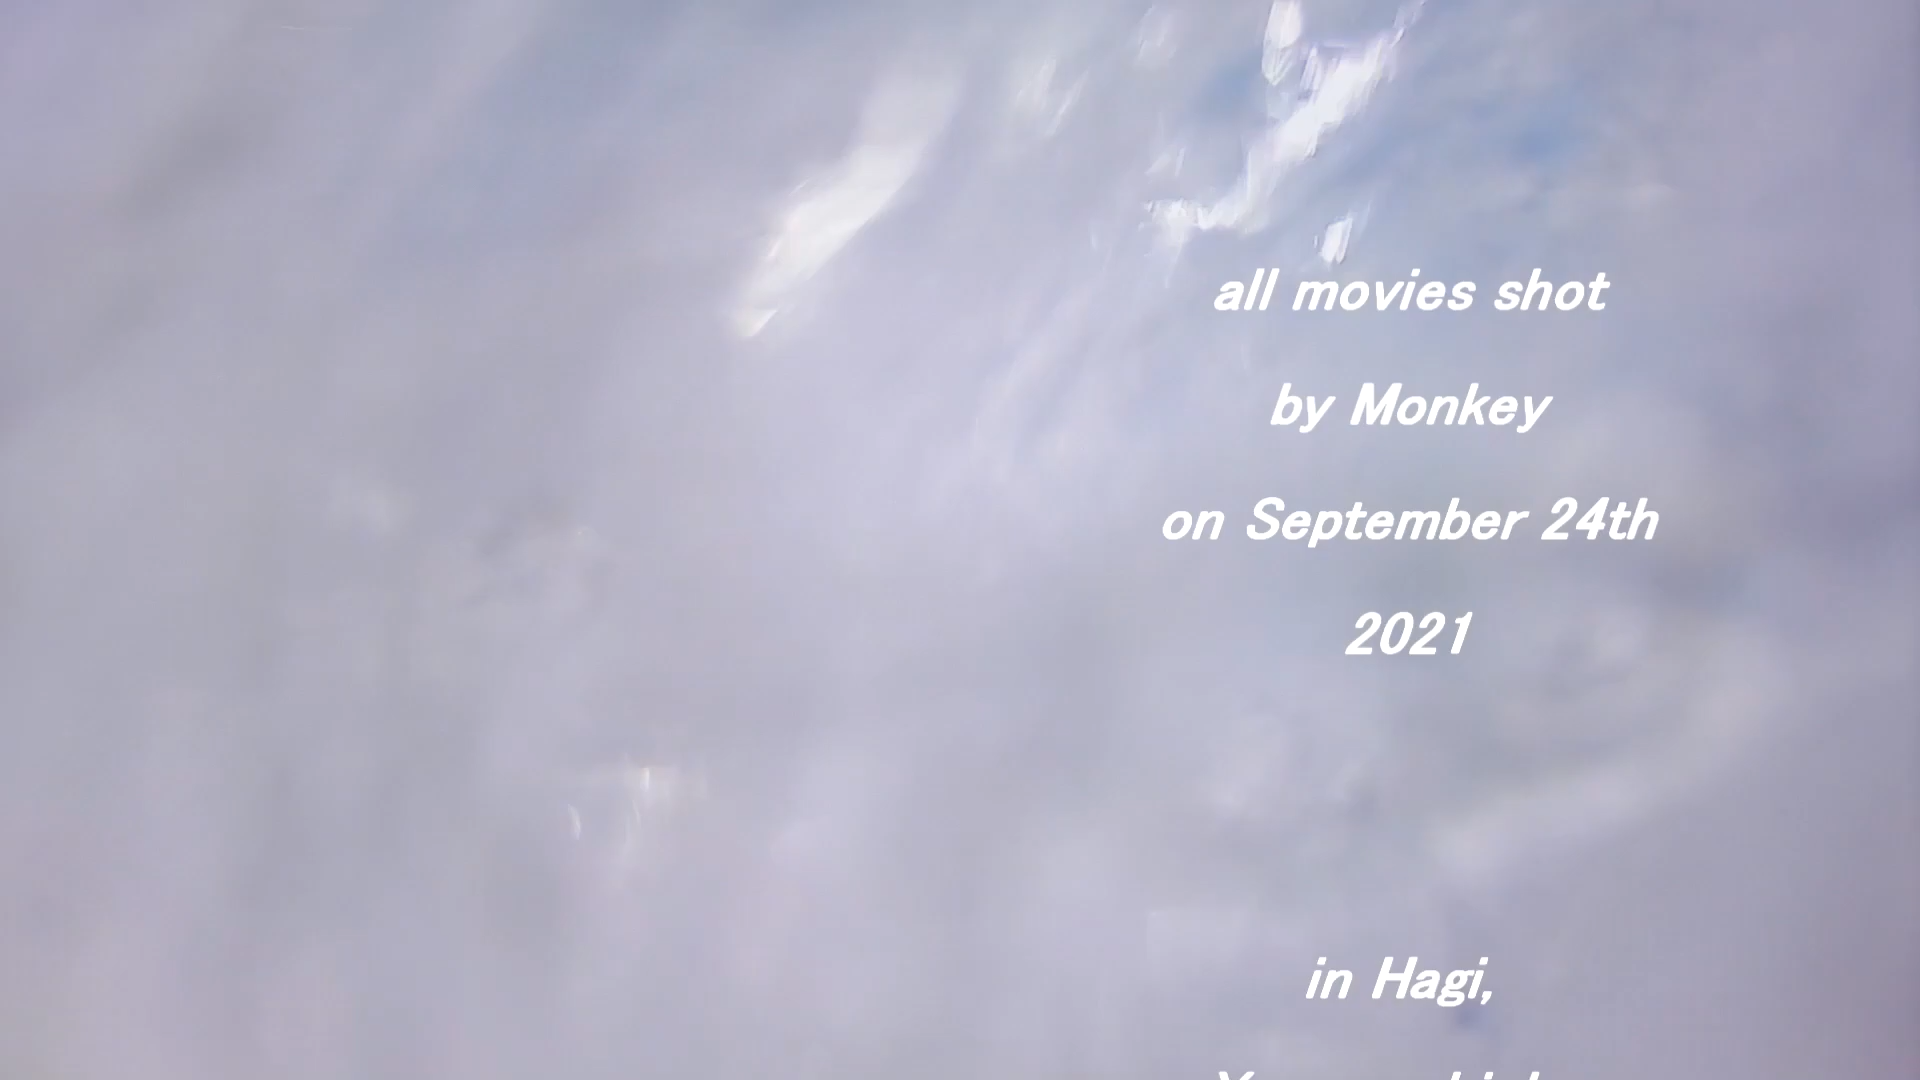 all movies shot
by Monkey
on September 24th
2021
in Hagi,